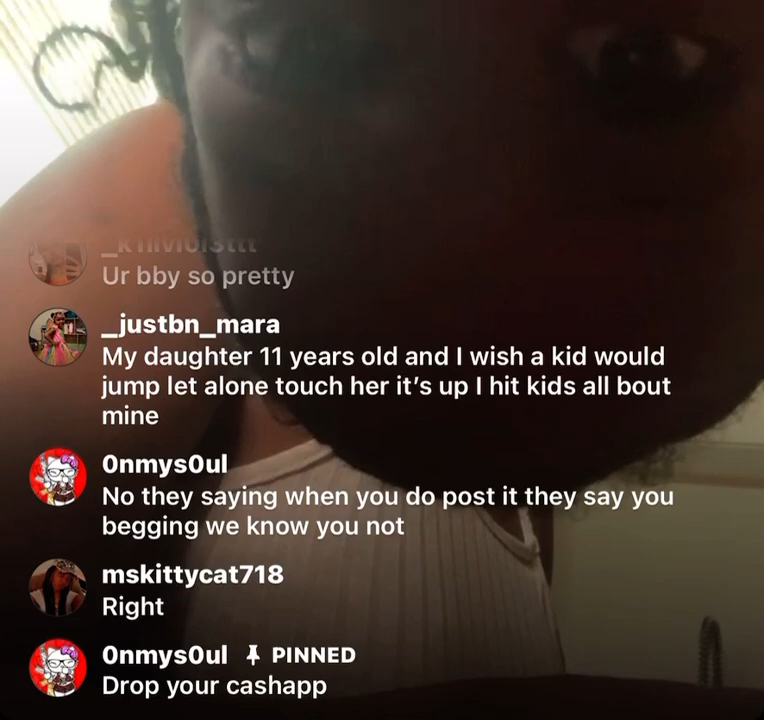 Ur bby so pretty
_justbn_mara
My daughter 11 years old and I wish a kid would
jump let alone touch her it's up I hit kids all bout
mine
0nmys0ul
No they saying when you do post it they say you
begging we know you not
mskittycat718
Right
0nmys0ul PINNED
Drop your cashapp